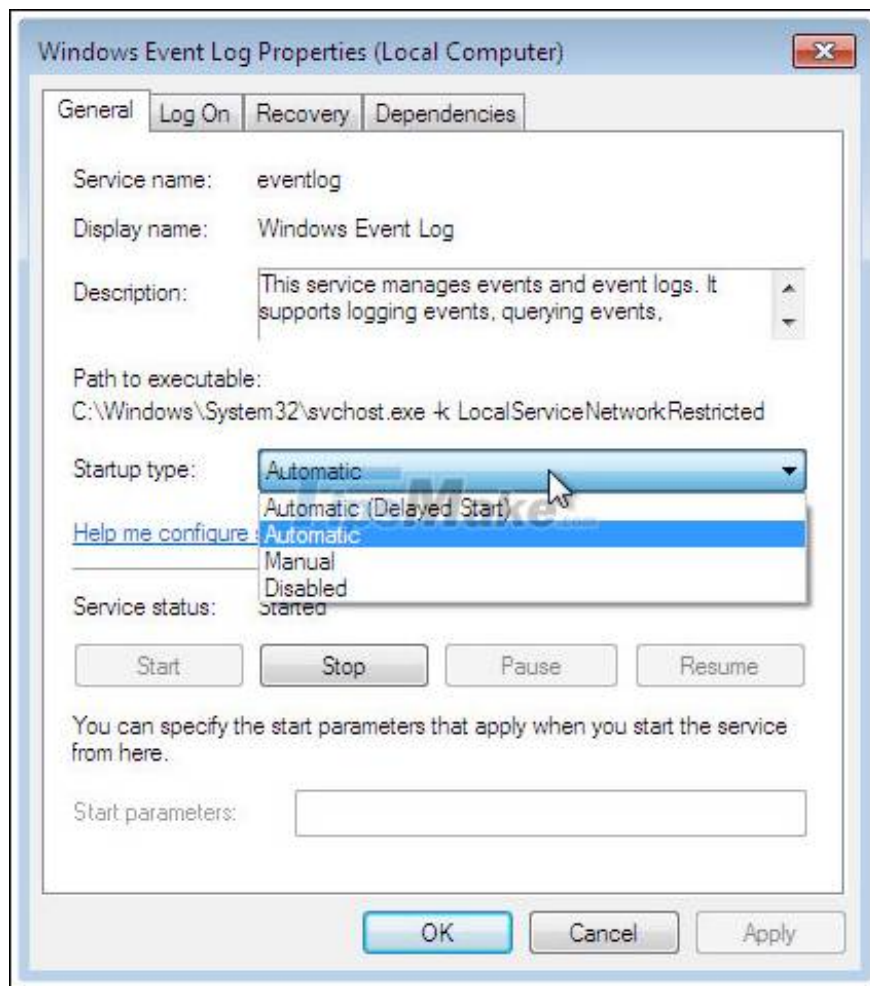 Windows Event Log Properties (Local Computer)
General Log On Recovery Dependencies
Service name: eventlog
Display name: Windows Event Log
Description: This service manages events and event logs. It
supports logging events, querying events,
Path to executable:
C:\Windows\System32\svchost.exe -k LocalServiceNetworkRestricted
Startup type: Automatic
Automatic (Delayed Start)
TipsMake.com
Help me configure
Automatic
Manual
Disabled
Service status: Started
Start Stop Pause Resume
You can specify the start parameters that apply when you start the service
from here.
Start parameters:
OK Cancel Apply